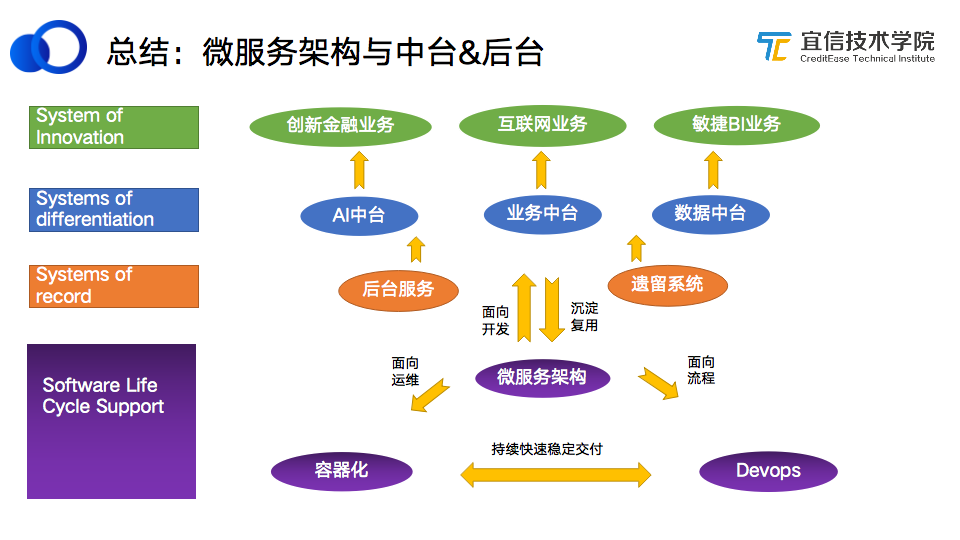 总结：微服务架构与中台&后台
宜信技术学院
CreditEase Technical Institute
System of
Innovation
创新金融业务
互联网业务
敏捷BI业务
Systems of
differentiation
AI中台
业务中台
数据中台
Systems of
record
后台服务
遗留系统
面向
开发
沉淀
复用
Software Life
Cycle Support
面向
运维
微服务架构
面向
流程
持续快速稳定交付
容器化
Devops